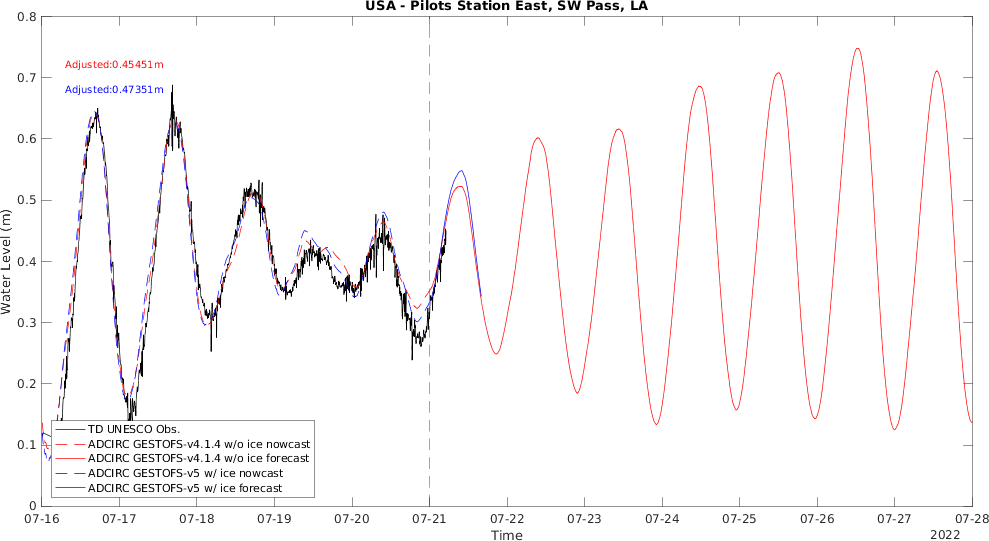 USA - Pilots Station East, SW Pass, LA
0.8
0.7
0.6
0.5
0.4
0.3
0.2
0.1
0
Water Level (m)
Adjusted:0.45451m
Adjusted:0.47351m
TD UNESCO Obs.
ADCIRC GESTOFS-v4.1.4 w/o ice nowcast
ADCIRC GESTOFS-v4.1.4 w/o ice forecast
ADCIRC GESTOFS-v5 w/ ice nowcast
ADCIRC GESTOFS-v5 w/ ice forecast
07-16 07-17 07-18 07-19 07-20 07-21 07-22 07-23 07-24 07-25 07-26 07-27 07-28
Time
2022